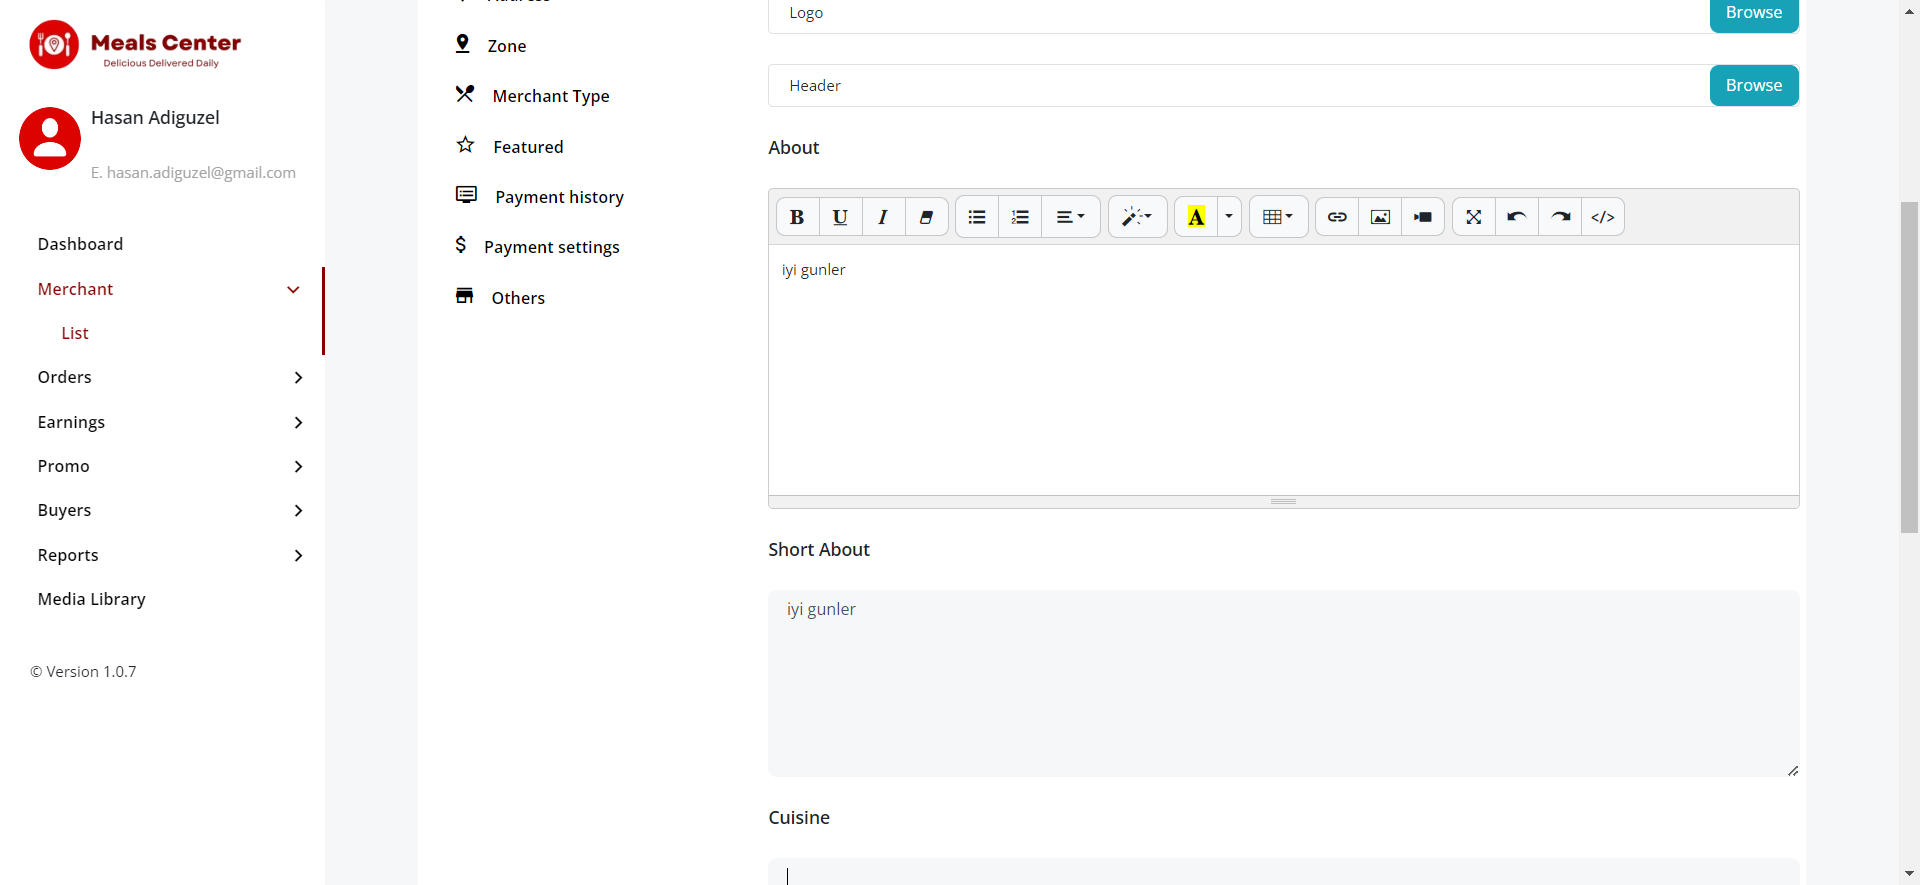 Meals Center
Delicious Delivered Daily
Hasan Adiguzel
E. hasan.adiguzel@gmail.com
Dashboard
Merchant
List
Orders
Earnings
Promo
Buyers
Reports
Media Library
© Version 1.0.7
Address
Zone
Merchant Type
Featured
Payment history
Payment settings
Others
Logo
Browse
Header
Browse
About
B U I
A
</>
iyi gunler
Short About
iyi gunler
Cuisine